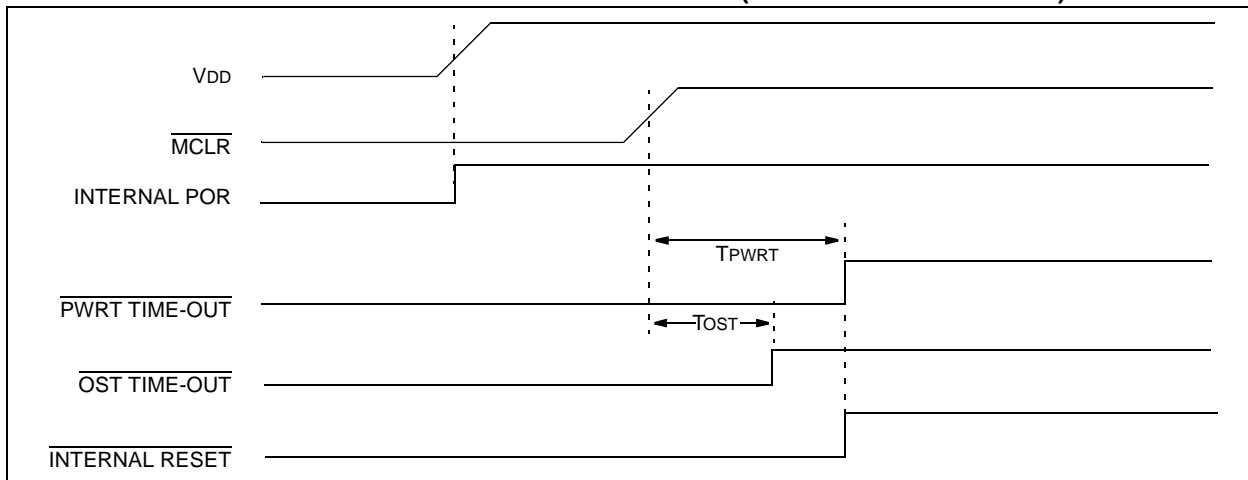 VDD
MCLR
INTERNAL POR
TPWRT
PWRT TIME-OUT
TOST
OST TIME-OUT
INTERNAL RESET